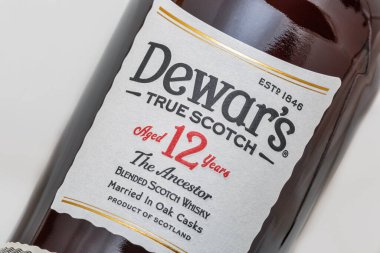 ESTD 1846
Dewar's®
TRUE SCOTCH
Aged 12 Years
The Ancestor
BLENDED SCOTCH WHISKY
Married In Oak Casks
PRODUCT OF SCOTLAND